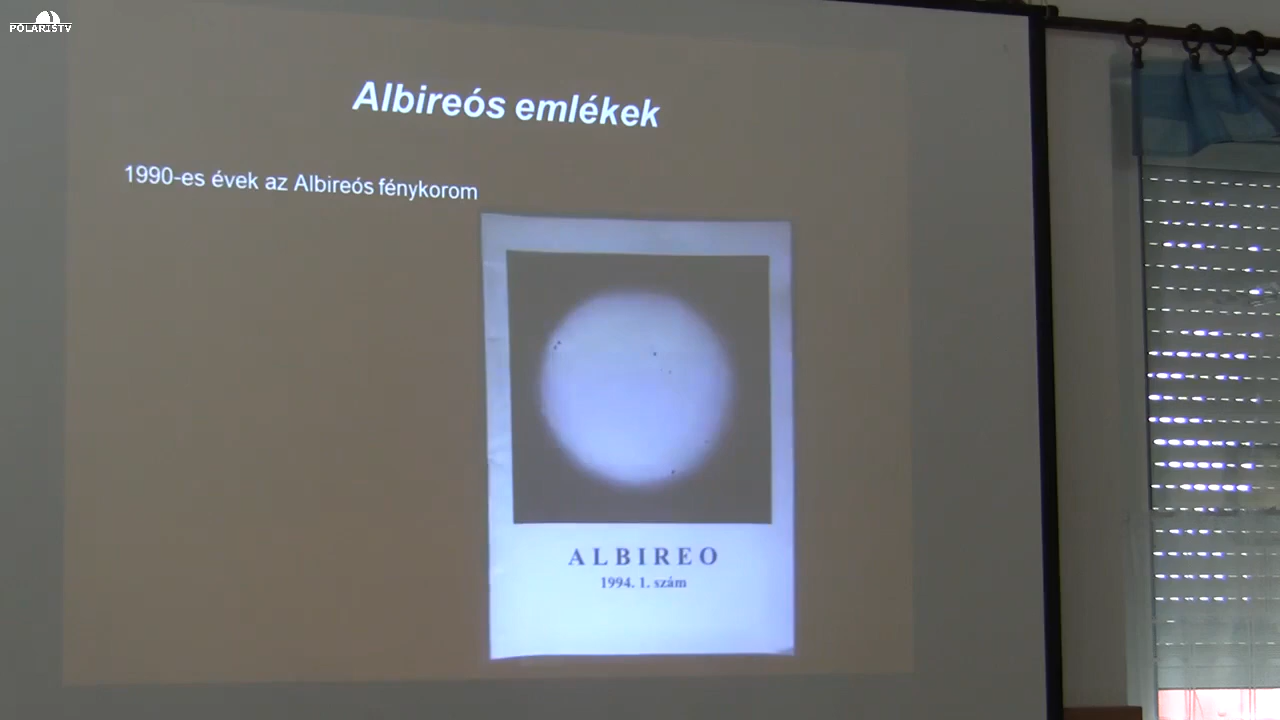 POLARISTV
Albireós emlékek
1990-es évek az Albireós fénykorom
ALBIREO
1994. 1. szám